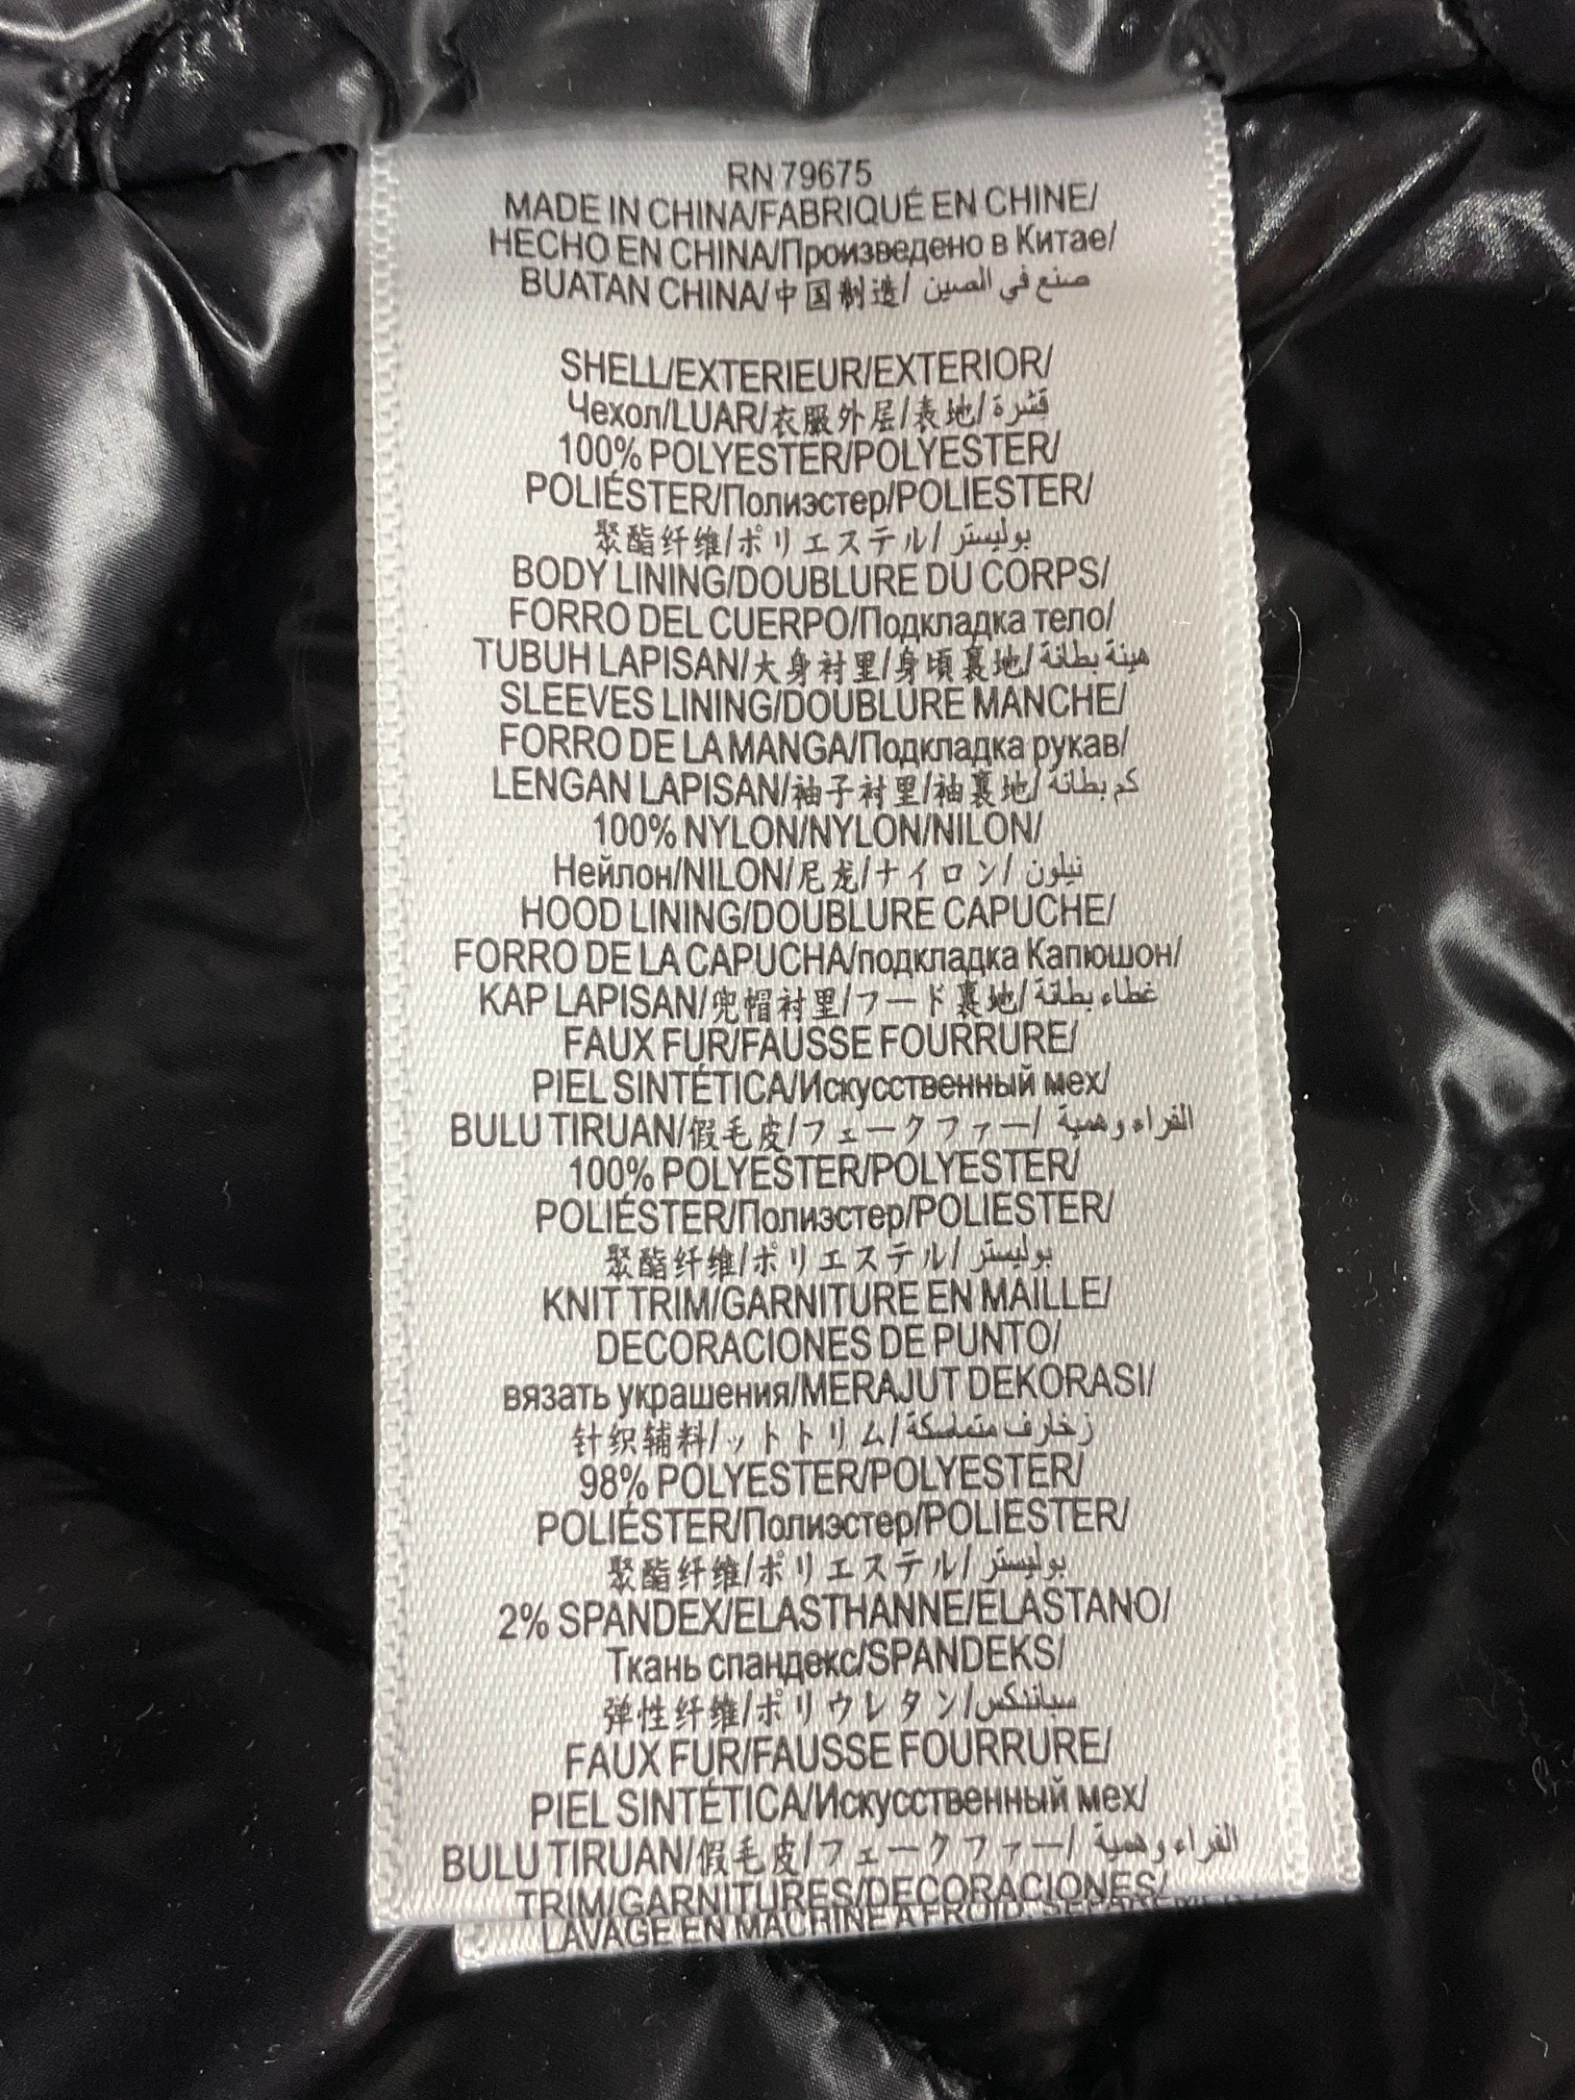 RN 79675
MADE IN CHINA/FABRIQUÉ EN CHINE/
HECHO EN CHINA/Произведено в Китае/
BUATAN CHINA/中国制造/ صنع في الصين
SHELL/EXTERIEUR/EXTERIOR/
Чехол/LUAR/衣服外层/表地/قشرة
100% POLYESTER/POLYESTER/
POLIÉSTER/Полиэстер/POLIESTER/
聚酯纤维/ポリエステル/ بوليستر
BODY LINING/DOUBLURE DU CORPS/
FORRO DEL CUERPO/Подкладка тело/
TUBUH LAPISAN/大身衬里/身頃裏地/هيئة بطانة
SLEEVES LINING/DOUBLURE MANCHE/
FORRO DE LA MANGA/Подкладка рукав/
LENGAN LAPISAN/袖子衬里/袖裏地/كم بطانة
100% NYLON/NYLON/NILON/
Нейлон/NILON/尼龙/ナイロン/ نيلون
HOOD LINING/DOUBLURE CAPUCHE/
FORRO DE LA CAPUCHA/подкладка Капюшон/
KAP LAPISAN/兜帽衬里/フード裏地/غطاء بطانة
FAUX FUR/FAUSSE FOURRURE/
PIEL SINTÉTICA/Искусственный мех/
BULU TIRUAN/假毛皮/フェークファー/ الفراء وهمية
100% POLYESTER/POLYESTER/
POLIÉSTER/Полиэстер/POLIESTER/
聚酯纤维/ポリエステル/ بوليستر
KNIT TRIM/GARNITURE EN MAILLE/
DECORACIONES DE PUNTO/
вязать украшения/MERAJUT DEKORASI/
针织辅料/ットトリム/زخارف متماسكة
98% POLYESTER/POLYESTER/
POLIÉSTER/Полиэстер/POLIESTER/
聚酯纤维/ポリエステル/ بوليستر
2% SPANDEX/ELASTHANNE/ELASTANO/
Ткань спандекс/SPANDEKS/
弹性纤维/ポリウレタン/سباندكس
FAUX FUR/FAUSSE FOURRURE/
PIEL SINTÉTICA/Искусственный мех/
BULU TIRUAN/假毛皮/フェークファー/ الفراء وهمية
TRIM/GARNITURES/DECORACIONES/
LAVAGE EN MACHINE A FROID